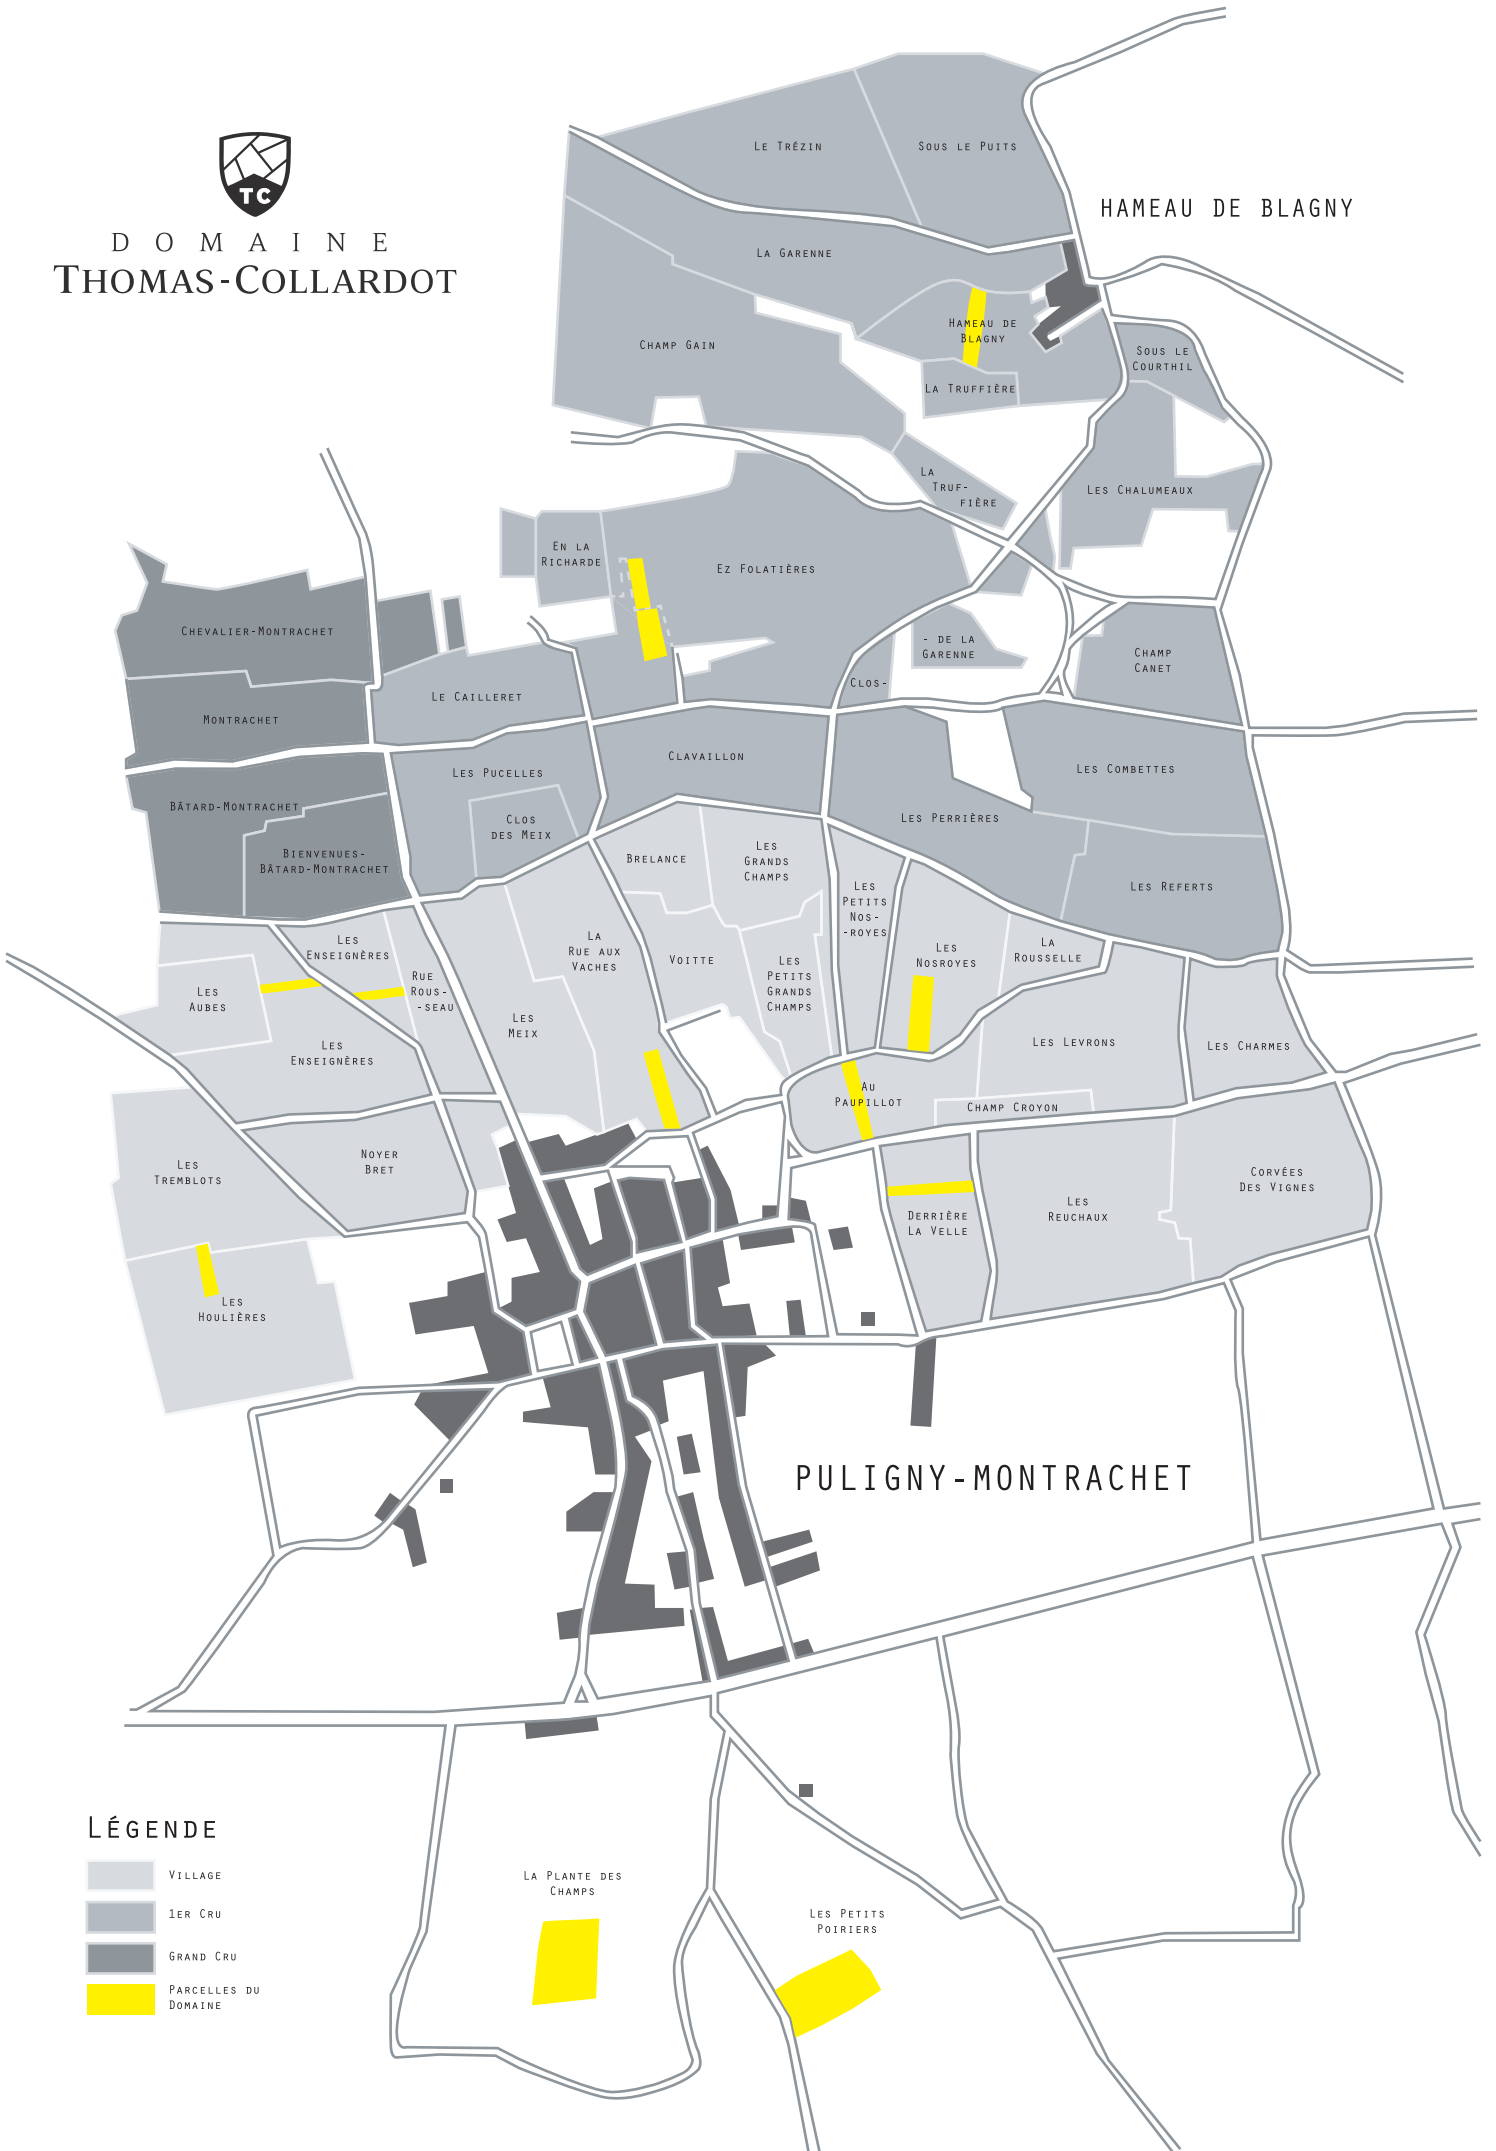 TC
DOMAINE
THOMAS-COLLARDOT
LE TRÉZIN
SOUS LE PUITS
HAMEAU DE BLAGNY
LA GARENNE
HAMEAU DE
BLAGNY
CHAMP GAIN
SOUS LE
COURTHIL
LA TRUFFIÈRE
LA
TRUF-
FIÈRE
LES CHALUMEAUX
EN LA
RICHARDE
EZ FOLATIÈRES
CHEVALIER-MONTRACHET
- DE LA
GARENNE
CHAMP
CANET
CLOS-
LE CAILLERET
MONTRACHET
CLAVAILLON
LES PUCELLES
LES COMBETTES
BÂTARD-MONTRACHET
CLOS
DES MEIX
LES PERRIÈRES
BIENVENUES-
BÂTARD-MONTRACHET
BRELANCE
LES
GRANDS
CHAMPS
LES
PETITS
NOS-
-ROYES
LES REFERTS
LES
ENSEIGNÈRES
LA
RUE AUX
VACHES
VOITTE
LES
PETITS
GRANDS
CHAMPS
LES
NOSROYES
LA
ROUSSELLE
LES
AUBES
RUE
ROUS-
-SEAU
LES
MEIX
LES
ENSEIGNÈRES
LES LEVRONS
LES CHARMES
AU
PAUPILLOT
CHAMP CROYON
NOYER
BRET
LES
TREMBLOTS
CORVÉES
DES VIGNES
LES
REUCHAUX
DERRIÈRE
LA VELLE
LES
HOULIÈRES
PULIGNY-MONTRACHET
LÉGENDE
VILLAGE
1ER CRU
GRAND CRU
PARCELLES DU
DOMAINE
LA PLANTE DES
CHAMPS
LES PETITS
POIRIERS